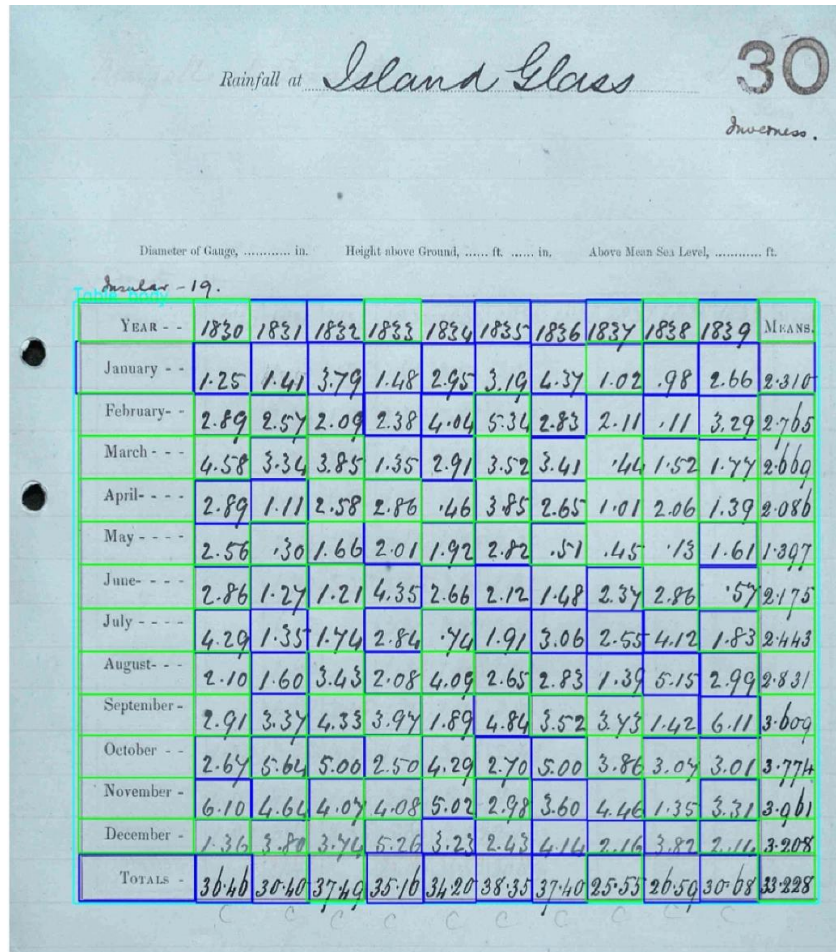 30
Rainfall at Island Glass
Inverness.
Diameter of Gauge, ............ in. Height above Ground, ...... ft. ...... in. Above Mean Sea Level, ............ ft.
Insular - 19.
Table body
YEAR - - 1830 1831 1832 1833 1834 1835 1836 1837 1838 1839 MEANS.
January - - 1.25 1.41 3.79 1.48 2.95 3.19 4.37 1.02 .98 2.66 2.310
February- - 2.89 2.57 2.09 2.38 4.04 5.34 2.83 2.11 .11 3.29 2.765
March - - - 4.58 3.34 3.85 1.35 2.91 3.52 3.41 .44 1.52 1.77 2.669
April- - - - 2.89 1.11 2.58 2.86 .46 3.85 2.65 1.01 2.06 1.39 2.086
May - - - - 2.56 .30 1.66 2.01 1.92 2.82 .51 .45 .13 1.61 1.397
June- - - - 2.86 1.27 1.21 4.35 2.66 2.12 1.48 2.37 2.86 .57 2.175
July - - - - 4.29 1.35 1.74 2.84 .74 1.91 3.06 2.55 4.12 1.83 2.443
August- - - 2.10 1.60 3.43 2.08 4.09 2.65 2.83 1.39 5.15 2.99 2.831
September - 2.91 3.37 4.33 3.97 1.89 4.84 3.52 3.73 1.42 6.11 3.609
October - - 2.67 5.64 5.00 2.50 4.29 2.70 5.00 3.86 3.07 3.01 3.774
November - 6.10 4.64 4.07 4.08 5.02 2.98 3.60 4.46 1.35 3.31 3.961
December - 1.36 3.80 3.74 5.26 3.23 2.43 4.14 2.16 3.82 2.14 3.208
TOTALS - 36.46 30.40 37.49 35.16 34.20 38.35 37.40 25.55 26.59 30.68 33.228
C C C C C C C C C C